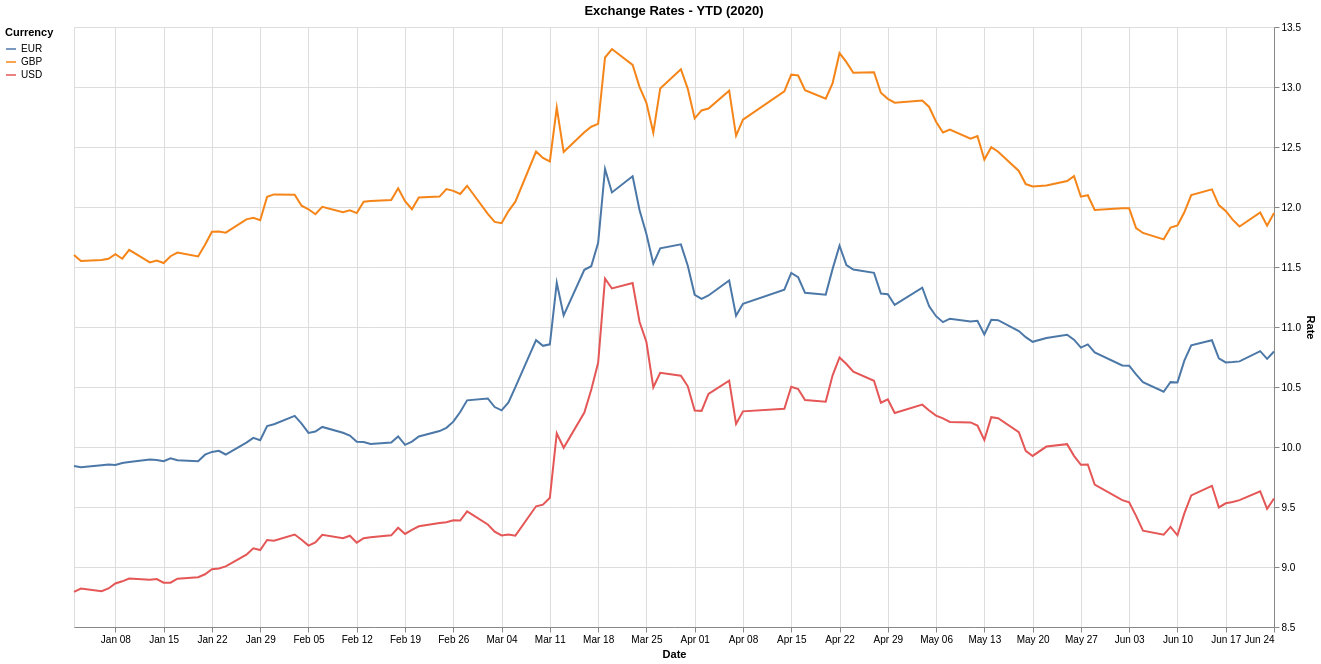 Exchange Rates - YTD (2020)
Currency
EUR
GBP
USD
13.5
13.0
12.5
12.0
11.5
11.0
10.5
10.0
9.5
9.0
8.5
Rate
Jan 08 Jan 15 Jan 22 Jan 29 Feb 05 Feb 12 Feb 19 Feb 26 Mar 04 Mar 11 Mar 18 Mar 25 Apr 01 Apr 08 Apr 15 Apr 22 Apr 29 May 06 May 13 May 20 May 27 Jun 03 Jun 10 Jun 17 Jun 24
Date